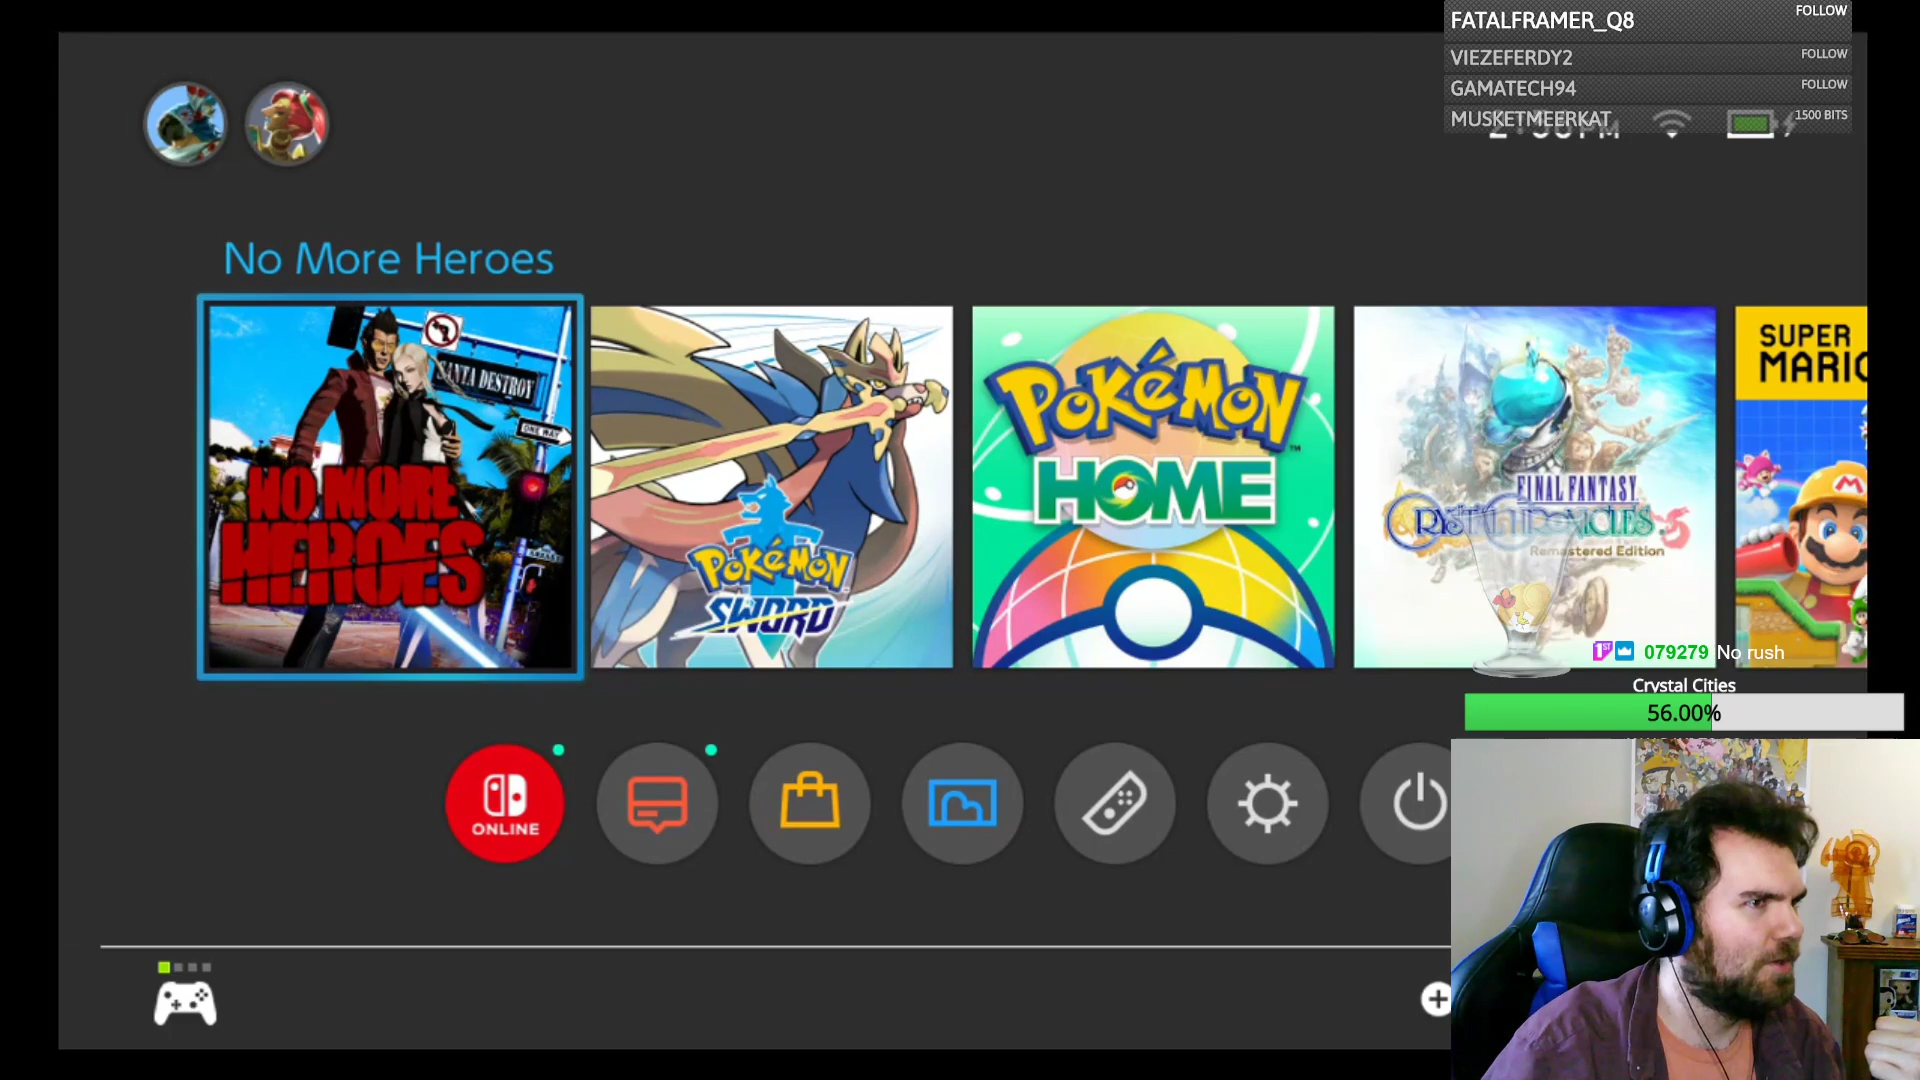 FATALFRAMER_Q8 FOLLOW
VIEZEFERDY2 FOLLOW
GAMATECH94 FOLLOW
MUSKETMEERKAT 1500 BITS
No More Heroes
SANTA DESTROY
ONE WAY
NO MORE
HEROES
POKéMON
SWORD
POKéMON
HOME
FINAL FANTASY
CRYSTAL CHRONICLES
Remastered Edition
SUPER
MARIO
1ST 079279 No rush
Crystal Cities
56.00%
ONLINE